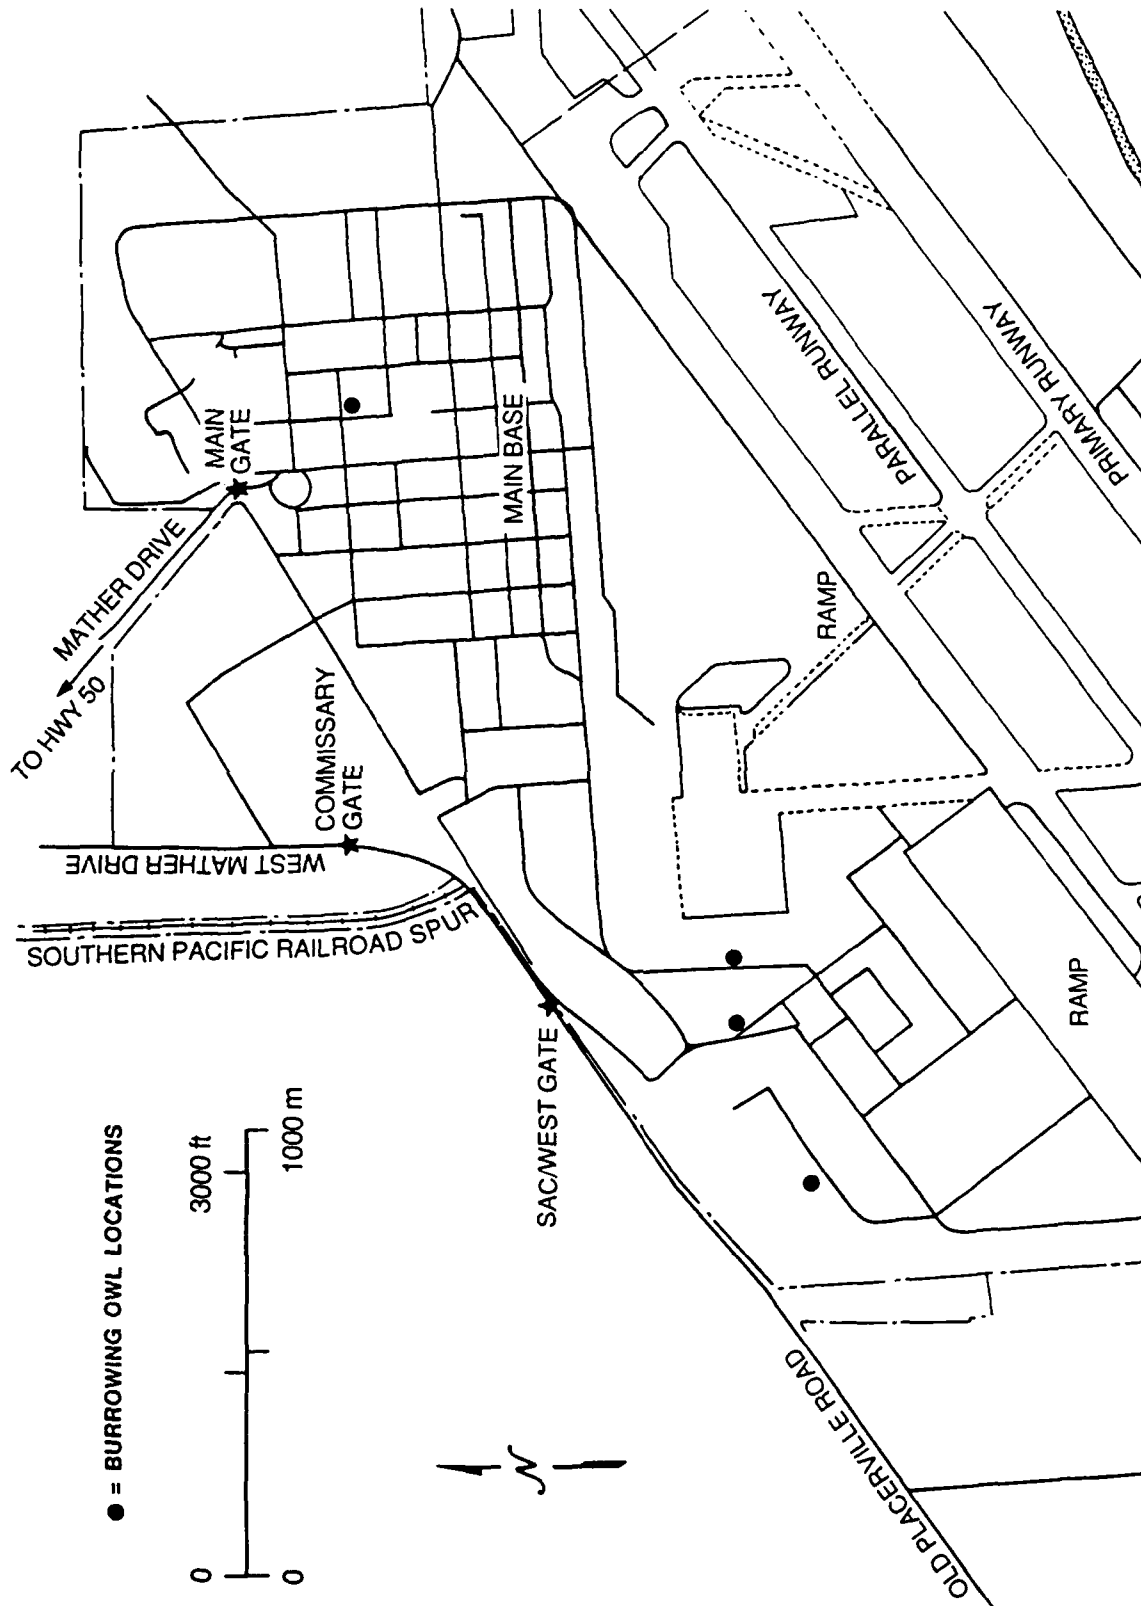 TO HWY 50
MATHER DRIVE
MAIN
GATE
COMMISSARY
GATE
WEST MATHER DRIVE
SOUTHERN PACIFIC RAILROAD SPUR
SAC/WEST GATE
MAIN BASE
RAMP
PARALLEL RUNWAY
PRIMARY RUNWAY
RAMP
OLD PLACERVILLE ROAD
● = BURROWING OWL LOCATIONS
0 3000 ft
0 1000 m
N